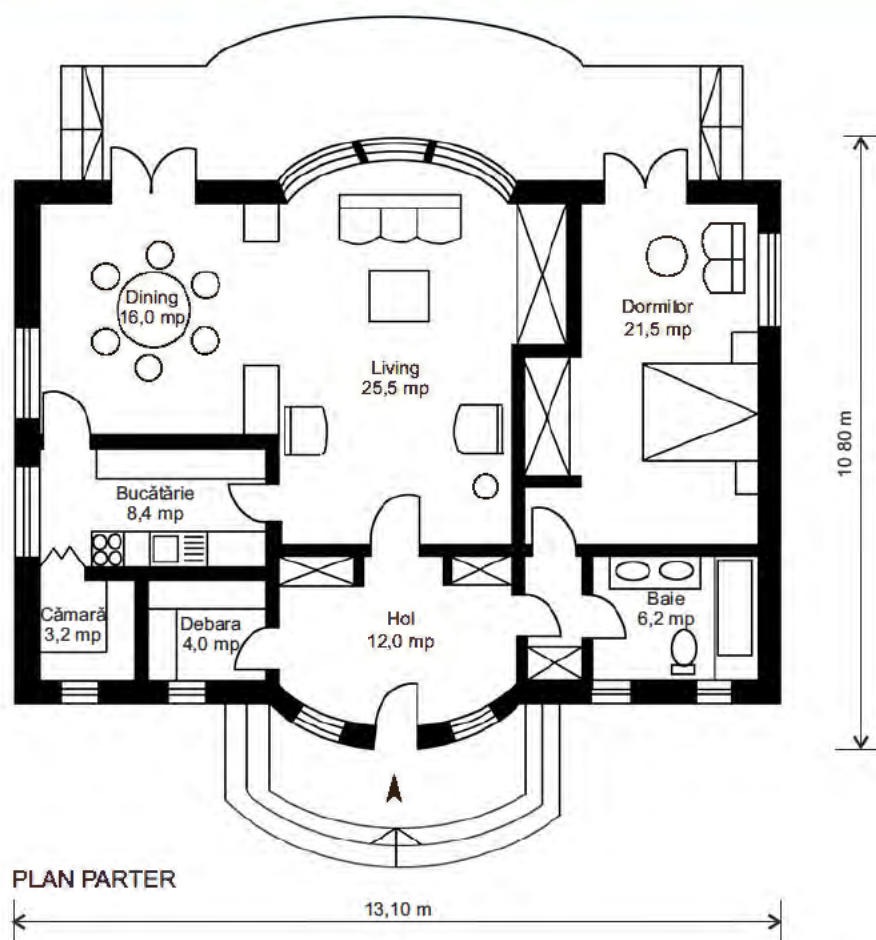 Dining
16,0 mp
Dormitor
21,5 mp
Living
25,5 mp
10 80 m
Bucătărie
8,4 mp
Cămară
3,2 mp
Debara
4,0 mp
Hol
12,0 mp
Baie
6,2 mp
PLAN PARTER
13,10 m